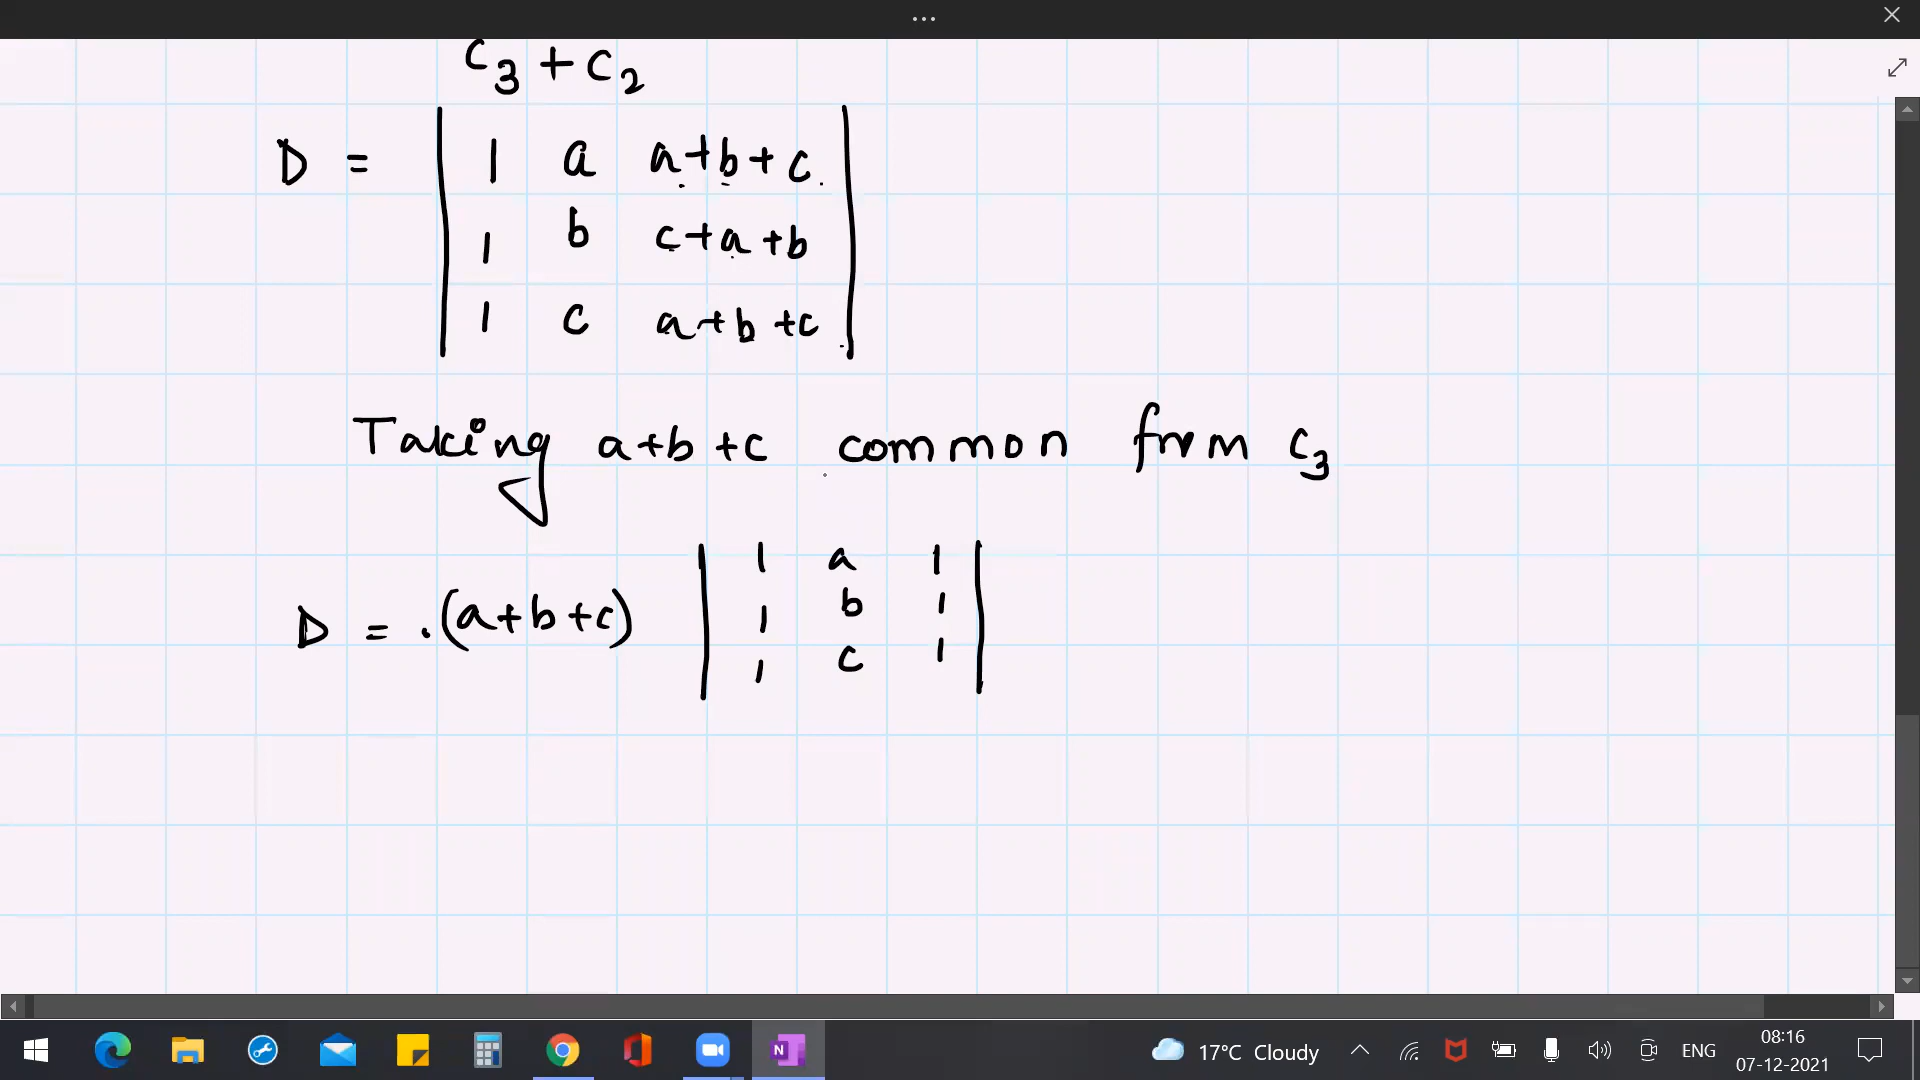 ...
C3 + C2
D = | 1 a a+b+c |
| 1 b c+a+b |
| 1 c a+b+c |
Taking a+b+c common from C3
D = .(a+b+c) | 1 a 1 |
| 1 b 1 |
| 1 c 1 |
17°C Cloudy ENG 08:16
07-12-2021